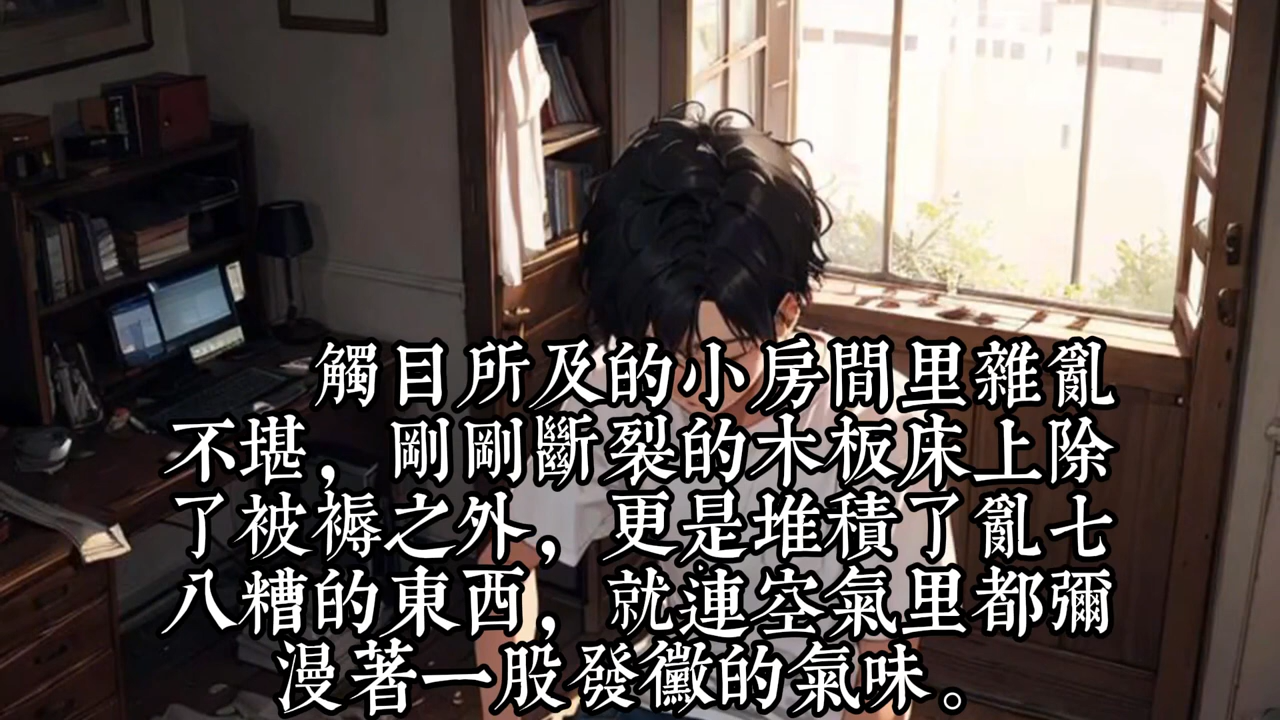 觸目所及的小房間里雜亂
不堪，剛剛斷裂的木板床上除
了被褥之外，更是堆積了亂七
八糟的東西，就連空氣里都彌
漫著一股發黴的氣味。